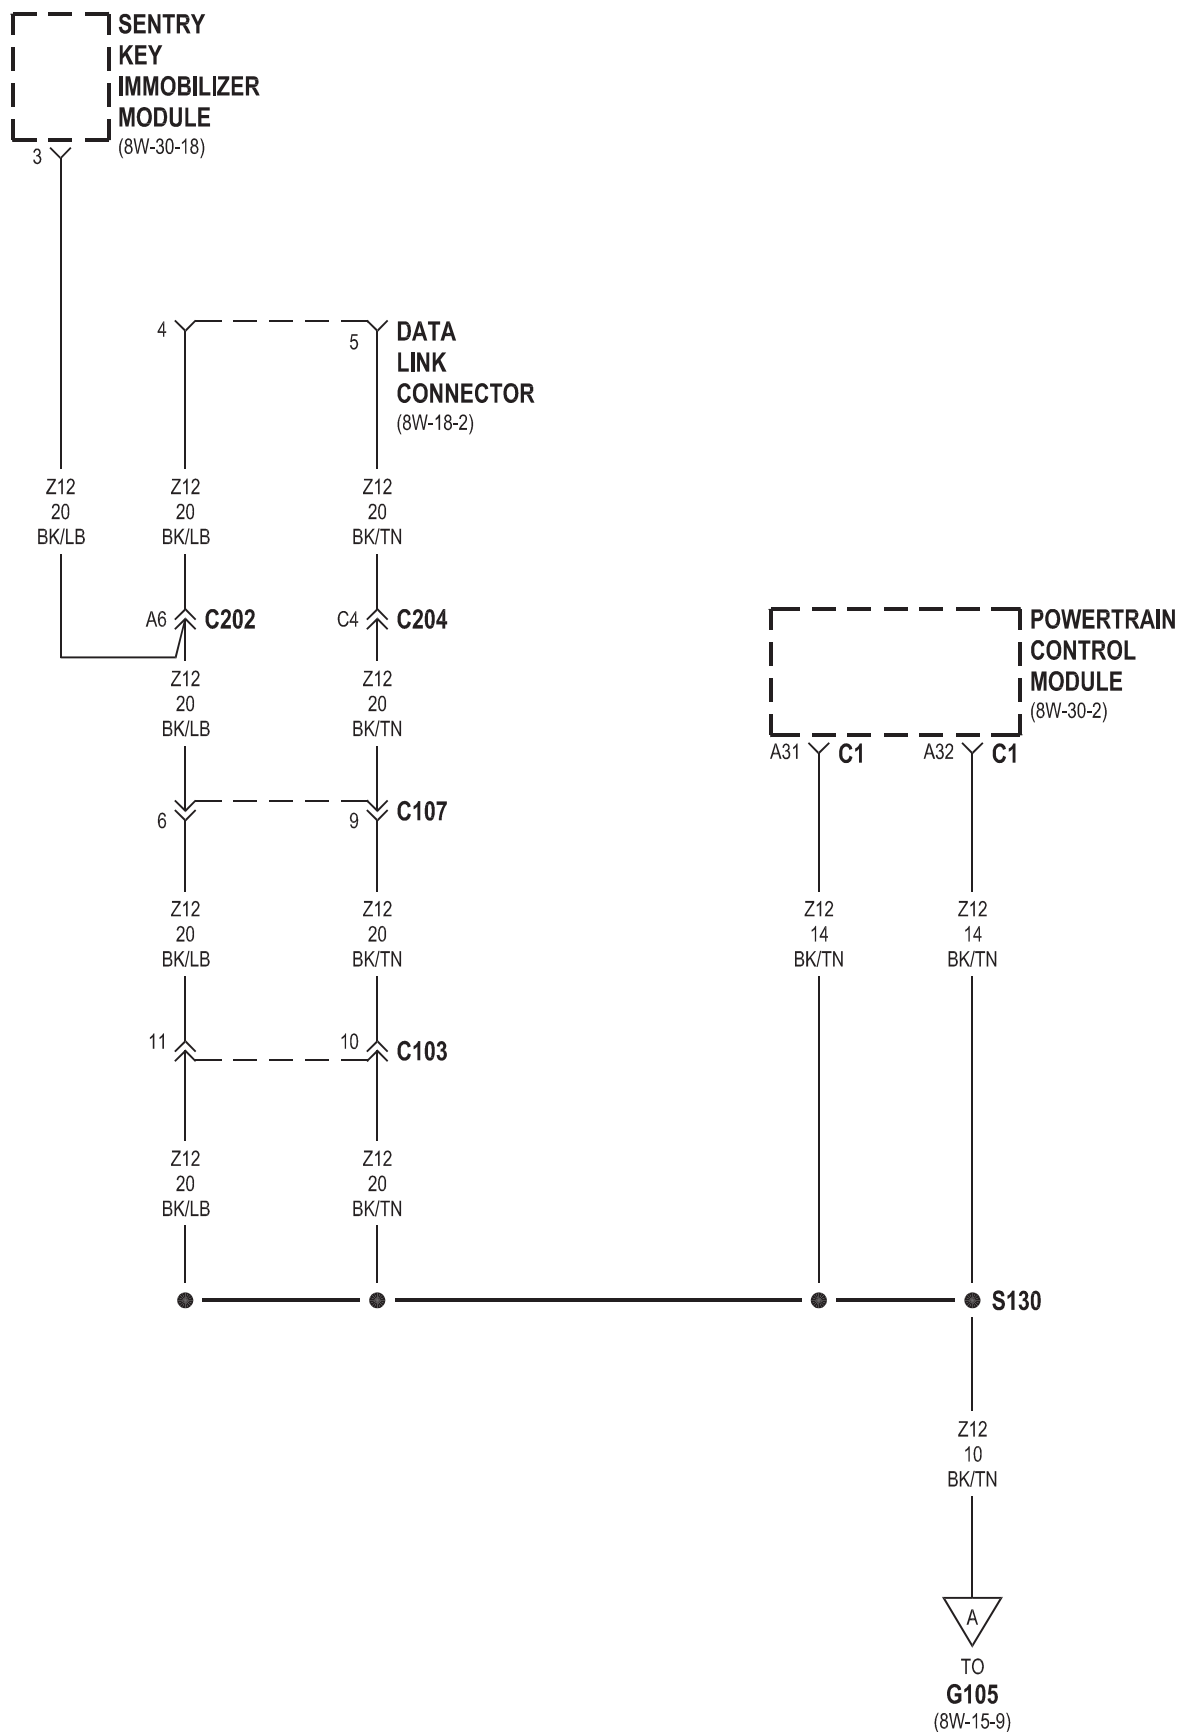 SENTRY
KEY
IMMOBILIZER
MODULE
(8W-30-18)
3
4
5
DATA
LINK
CONNECTOR
(8W-18-2)
Z12
20
BK/LB
Z12
20
BK/LB
Z12
20
BK/TN
A6
C202
C4
C204
Z12
20
BK/LB
Z12
20
BK/TN
POWERTRAIN
CONTROL
MODULE
(8W-30-2)
A31
C1
A32
C1
6
9
C107
Z12
20
BK/LB
Z12
20
BK/TN
Z12
14
BK/TN
Z12
14
BK/TN
11
10
C103
Z12
20
BK/LB
Z12
20
BK/TN
S130
Z12
10
BK/TN
A
TO
G105
(8W-15-9)